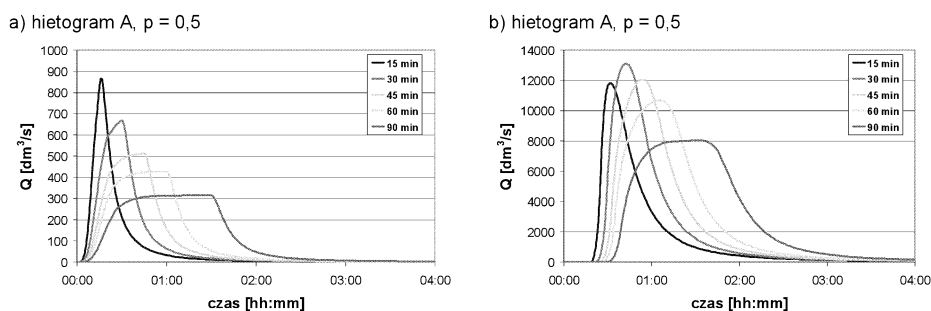 a) hietogram A, p = 0,5
1000
900
800
700
600
500
400
300
200
100
0
Q [dm³/s]
00:00 01:00 02:00 03:00 04:00
czas [hh:mm]
15 min
30 min
45 min
60 min
90 min
b) hietogram A, p = 0.5
14000
12000
10000
8000
6000
4000
2000
0
Q [dm³/s]
00:00 01:00 02:00 03:00 04:00
czas [hh:mm]
15 min
30 min
45 min
60 min
90 min